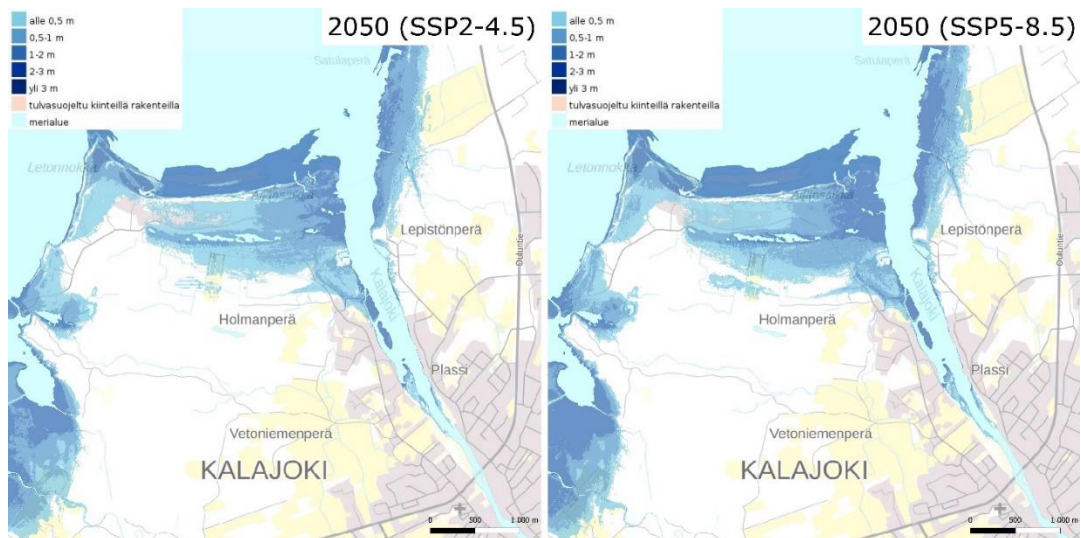 2050 (SSP2-4.5)
alle 0,5 m
0,5-1 m
1-2 m
2-3 m
yli 3 m
tulvasuojeltu kiinteillä rakenteilla
merialue
Satulaperä
Letonnokka
Lepistönperä
Ouluntie
Kalajoki
Holmanperä
Plassi
Vetoniemenperä
KALAJOKI
0 500 1 000 m
2050 (SSP5-8.5)
alle 0,5 m
0,5-1 m
1-2 m
2-3 m
yli 3 m
tulvasuojeltu kiinteillä rakenteilla
merialue
Satulaperä
Letonnokka
Lepistönperä
Ouluntie
Kalajoki
Holmanperä
Plassi
Vetoniemenperä
KALAJOKI
0 500 1 000 m